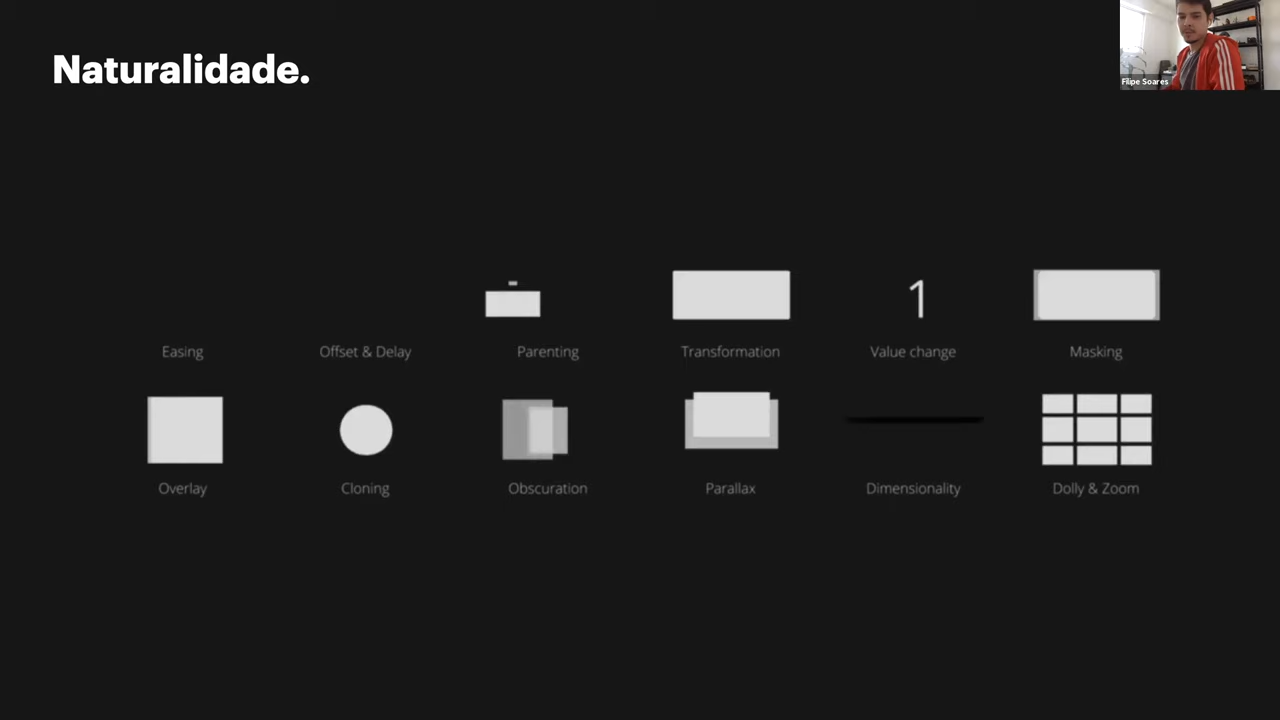 Naturalidade.
Filipe Soares
1
Easing
Offset & Delay
Parenting
Transformation
Value change
Masking
Overlay
Cloning
Obscuration
Parallax
Dimensionality
Dolly & Zoom